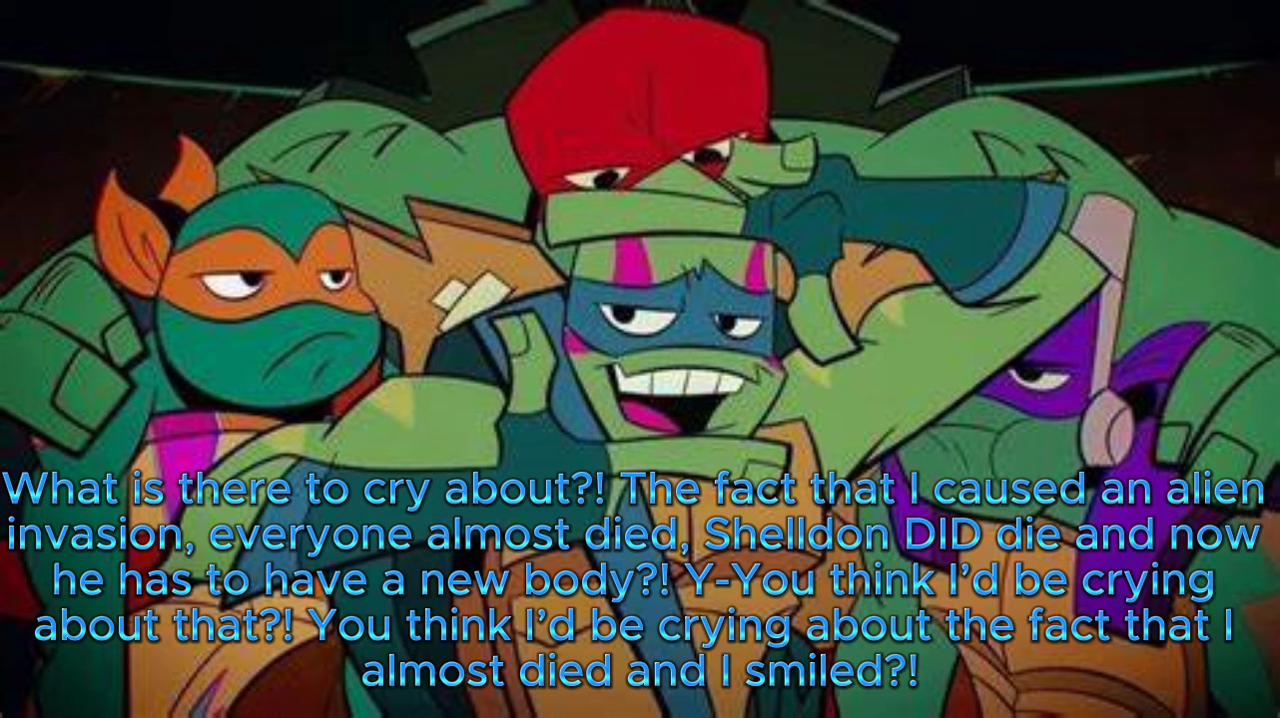 What is there to cry about?! The fact that I caused an alien
invasion, everyone almost died, Shelldon DID die and now
he has to have a new body?! Y-You think I’d be crying
about that?! You think I’d be crying about the fact that I
almost died and I smiled?!